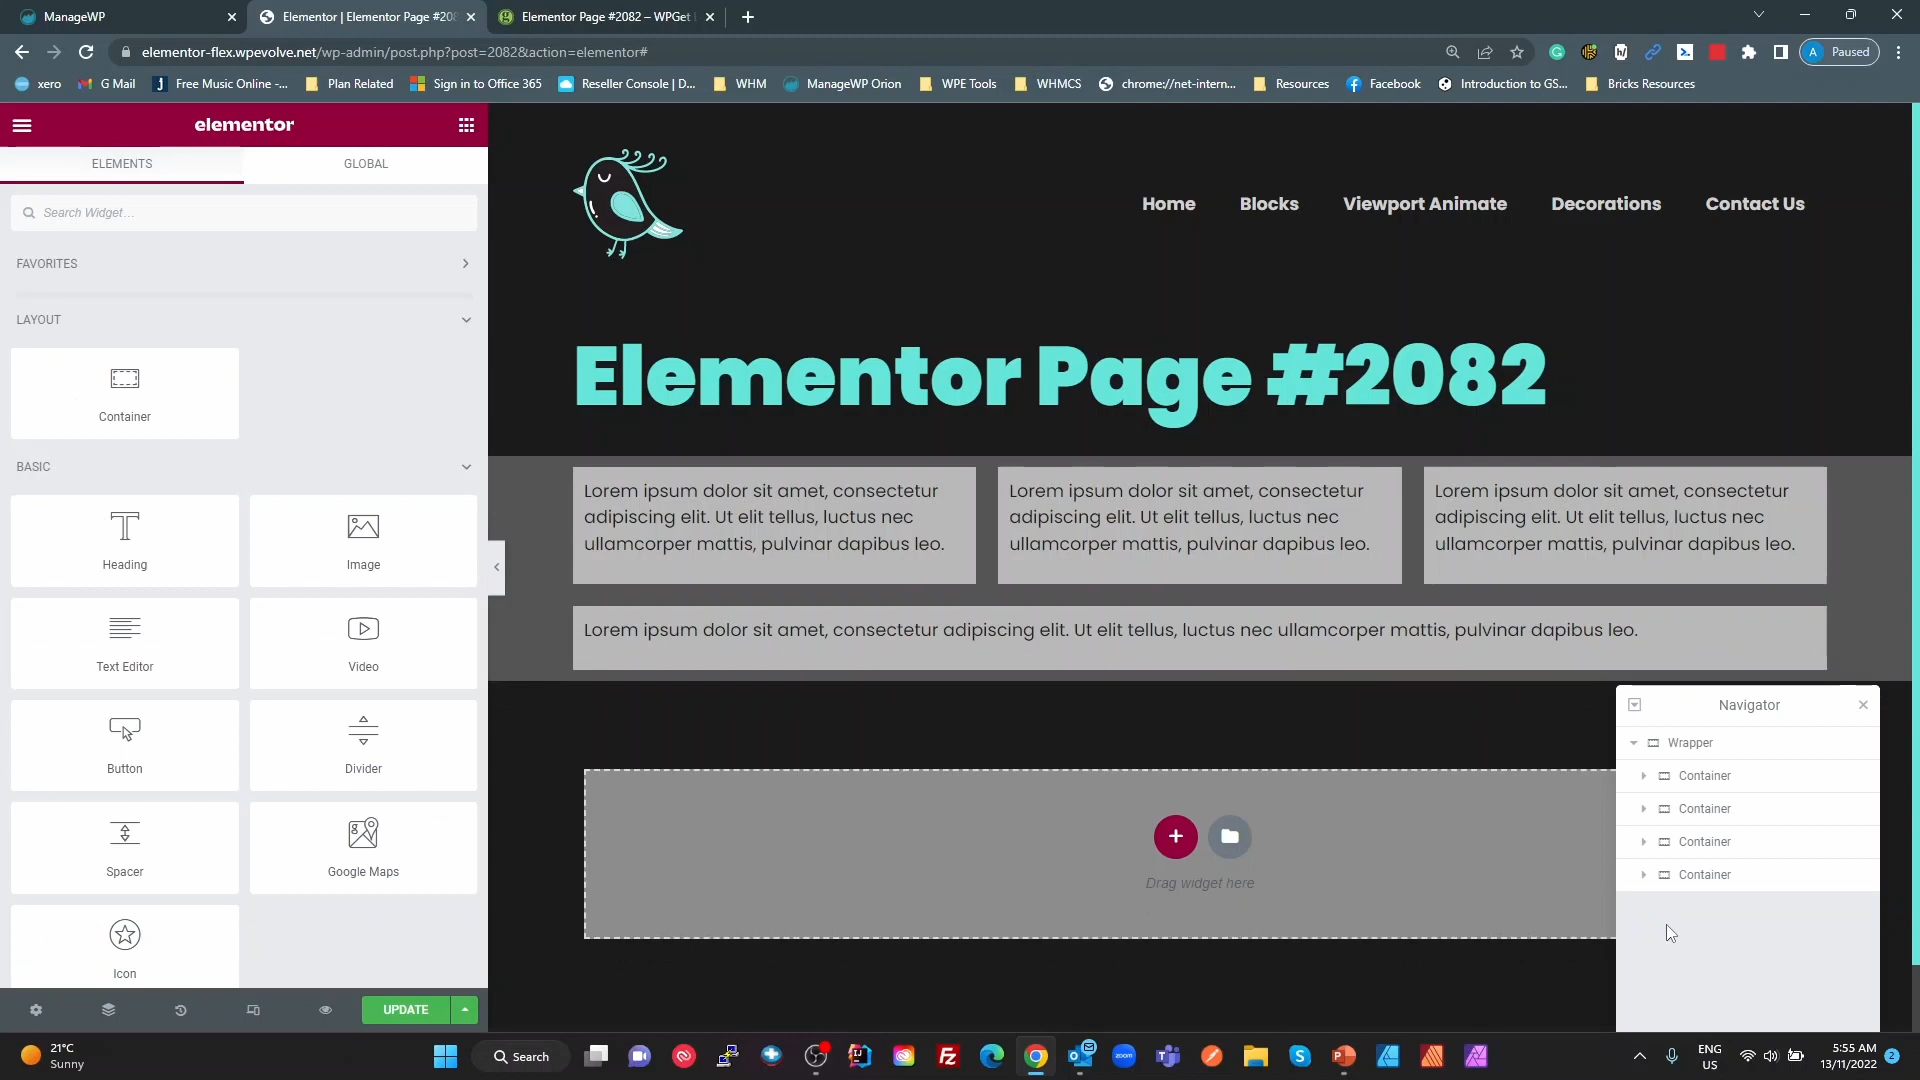 ManageWP
Elementor | Elementor Page #208
Elementor Page #2082 – WPGet
elementor-flex.wpevolve.net/wp-admin/post.php?post=2082&action=elementor#
A Paused
xero
G Mail
Free Music Online -...
Plan Related
Sign in to Office 365
Reseller Console | D...
WHM
ManageWP Orion
WPE Tools
WHMCS
chrome://net-intern...
Resources
Facebook
Introduction to GS...
Bricks Resources
elementor
ELEMENTS
GLOBAL
Search Widget...
FAVORITES
LAYOUT
Container
BASIC
Heading
Image
Text Editor
Video
Button
Divider
Spacer
Google Maps
Icon
UPDATE
Home
Blocks
Viewport Animate
Decorations
Contact Us
Elementor Page #2082
Lorem ipsum dolor sit amet, consectetur
adipiscing elit. Ut elit tellus, luctus nec
ullamcorper mattis, pulvinar dapibus leo.
Lorem ipsum dolor sit amet, consectetur
adipiscing elit. Ut elit tellus, luctus nec
ullamcorper mattis, pulvinar dapibus leo.
Lorem ipsum dolor sit amet, consectetur
adipiscing elit. Ut elit tellus, luctus nec
ullamcorper mattis, pulvinar dapibus leo.
Lorem ipsum dolor sit amet, consectetur adipiscing elit. Ut elit tellus, luctus nec ullamcorper mattis, pulvinar dapibus leo.
Drag widget here
Navigator
Wrapper
Container
Container
Container
Container
21°C
Sunny
Search
zoom
ENG
US
5:55 AM
13/11/2022
2